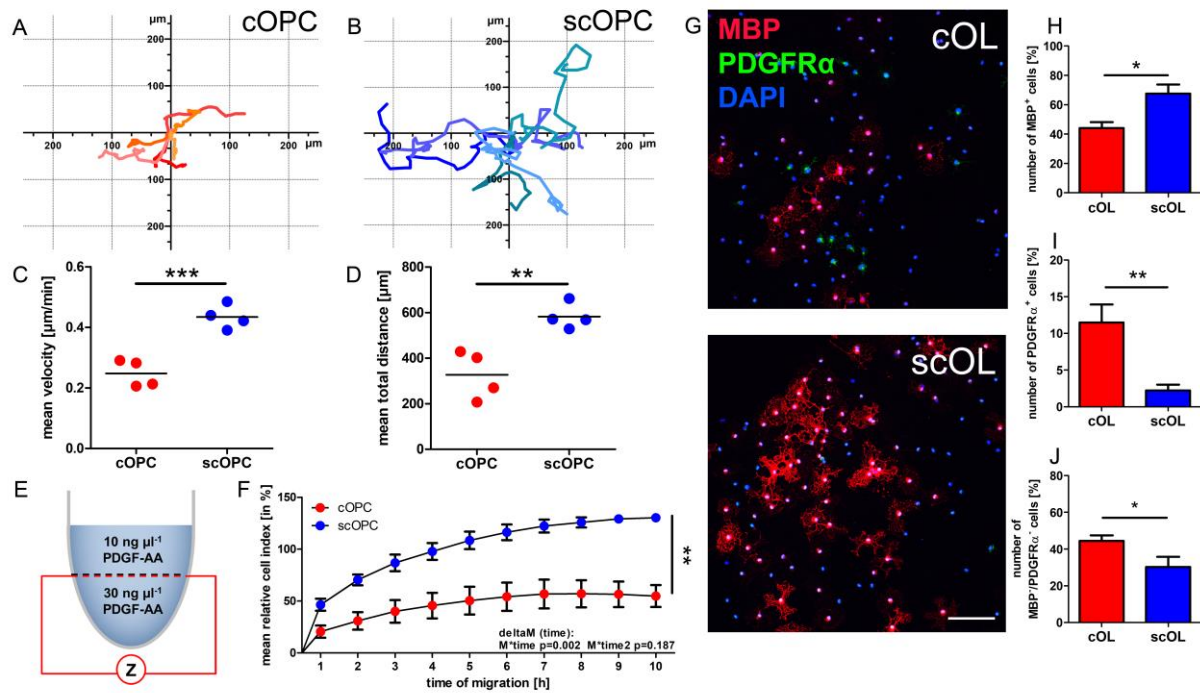 A
µm
cOPC
200
100
200
100
100
200
µm
100
200
B
µm
scOPC
200
100
200
100
100
200
µm
100
200
C
mean velocity [µm/min]
0.6
0.4
0.2
0.0
***
cOPC
scOPC
D
mean total distance [µm]
800
600
400
200
0
**
cOPC
scOPC
E
10 ng µl-1
PDGF-AA
30 ng µl-1
PDGF-AA
Z
F
mean relative cell index [in %]
150
100
50
0
cOPC
scOPC
**
deltaM (time):
M*time p=0.002 M*time2 p=0.187
1 2 3 4 5 6 7 8 9 10
time of migration [h]
G
MBP
PDGFRα
DAPI
cOL
scOL
H
number of MBP+ cells [%]
100
80
60
40
20
0
*
cOL
scOL
I
number of PDGFRα+ cells [%]
20
15
10
5
0
**
cOL
scOL
J
number of
MBP-/PDGFRα- cells [%]
60
40
20
0
*
cOL
scOL